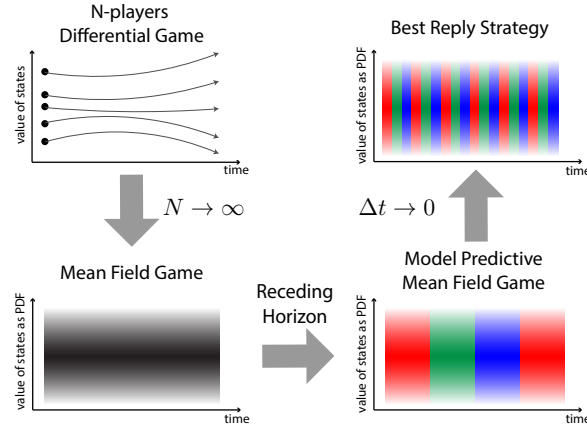 N-players
Differential Game
value of states
time
Best Reply Strategy
value of states as PDF
time
N → ∞
Δt → 0
Mean Field Game
value of states as PDF
time
Receding
Horizon
Model Predictive
Mean Field Game
value of states as PDF
time